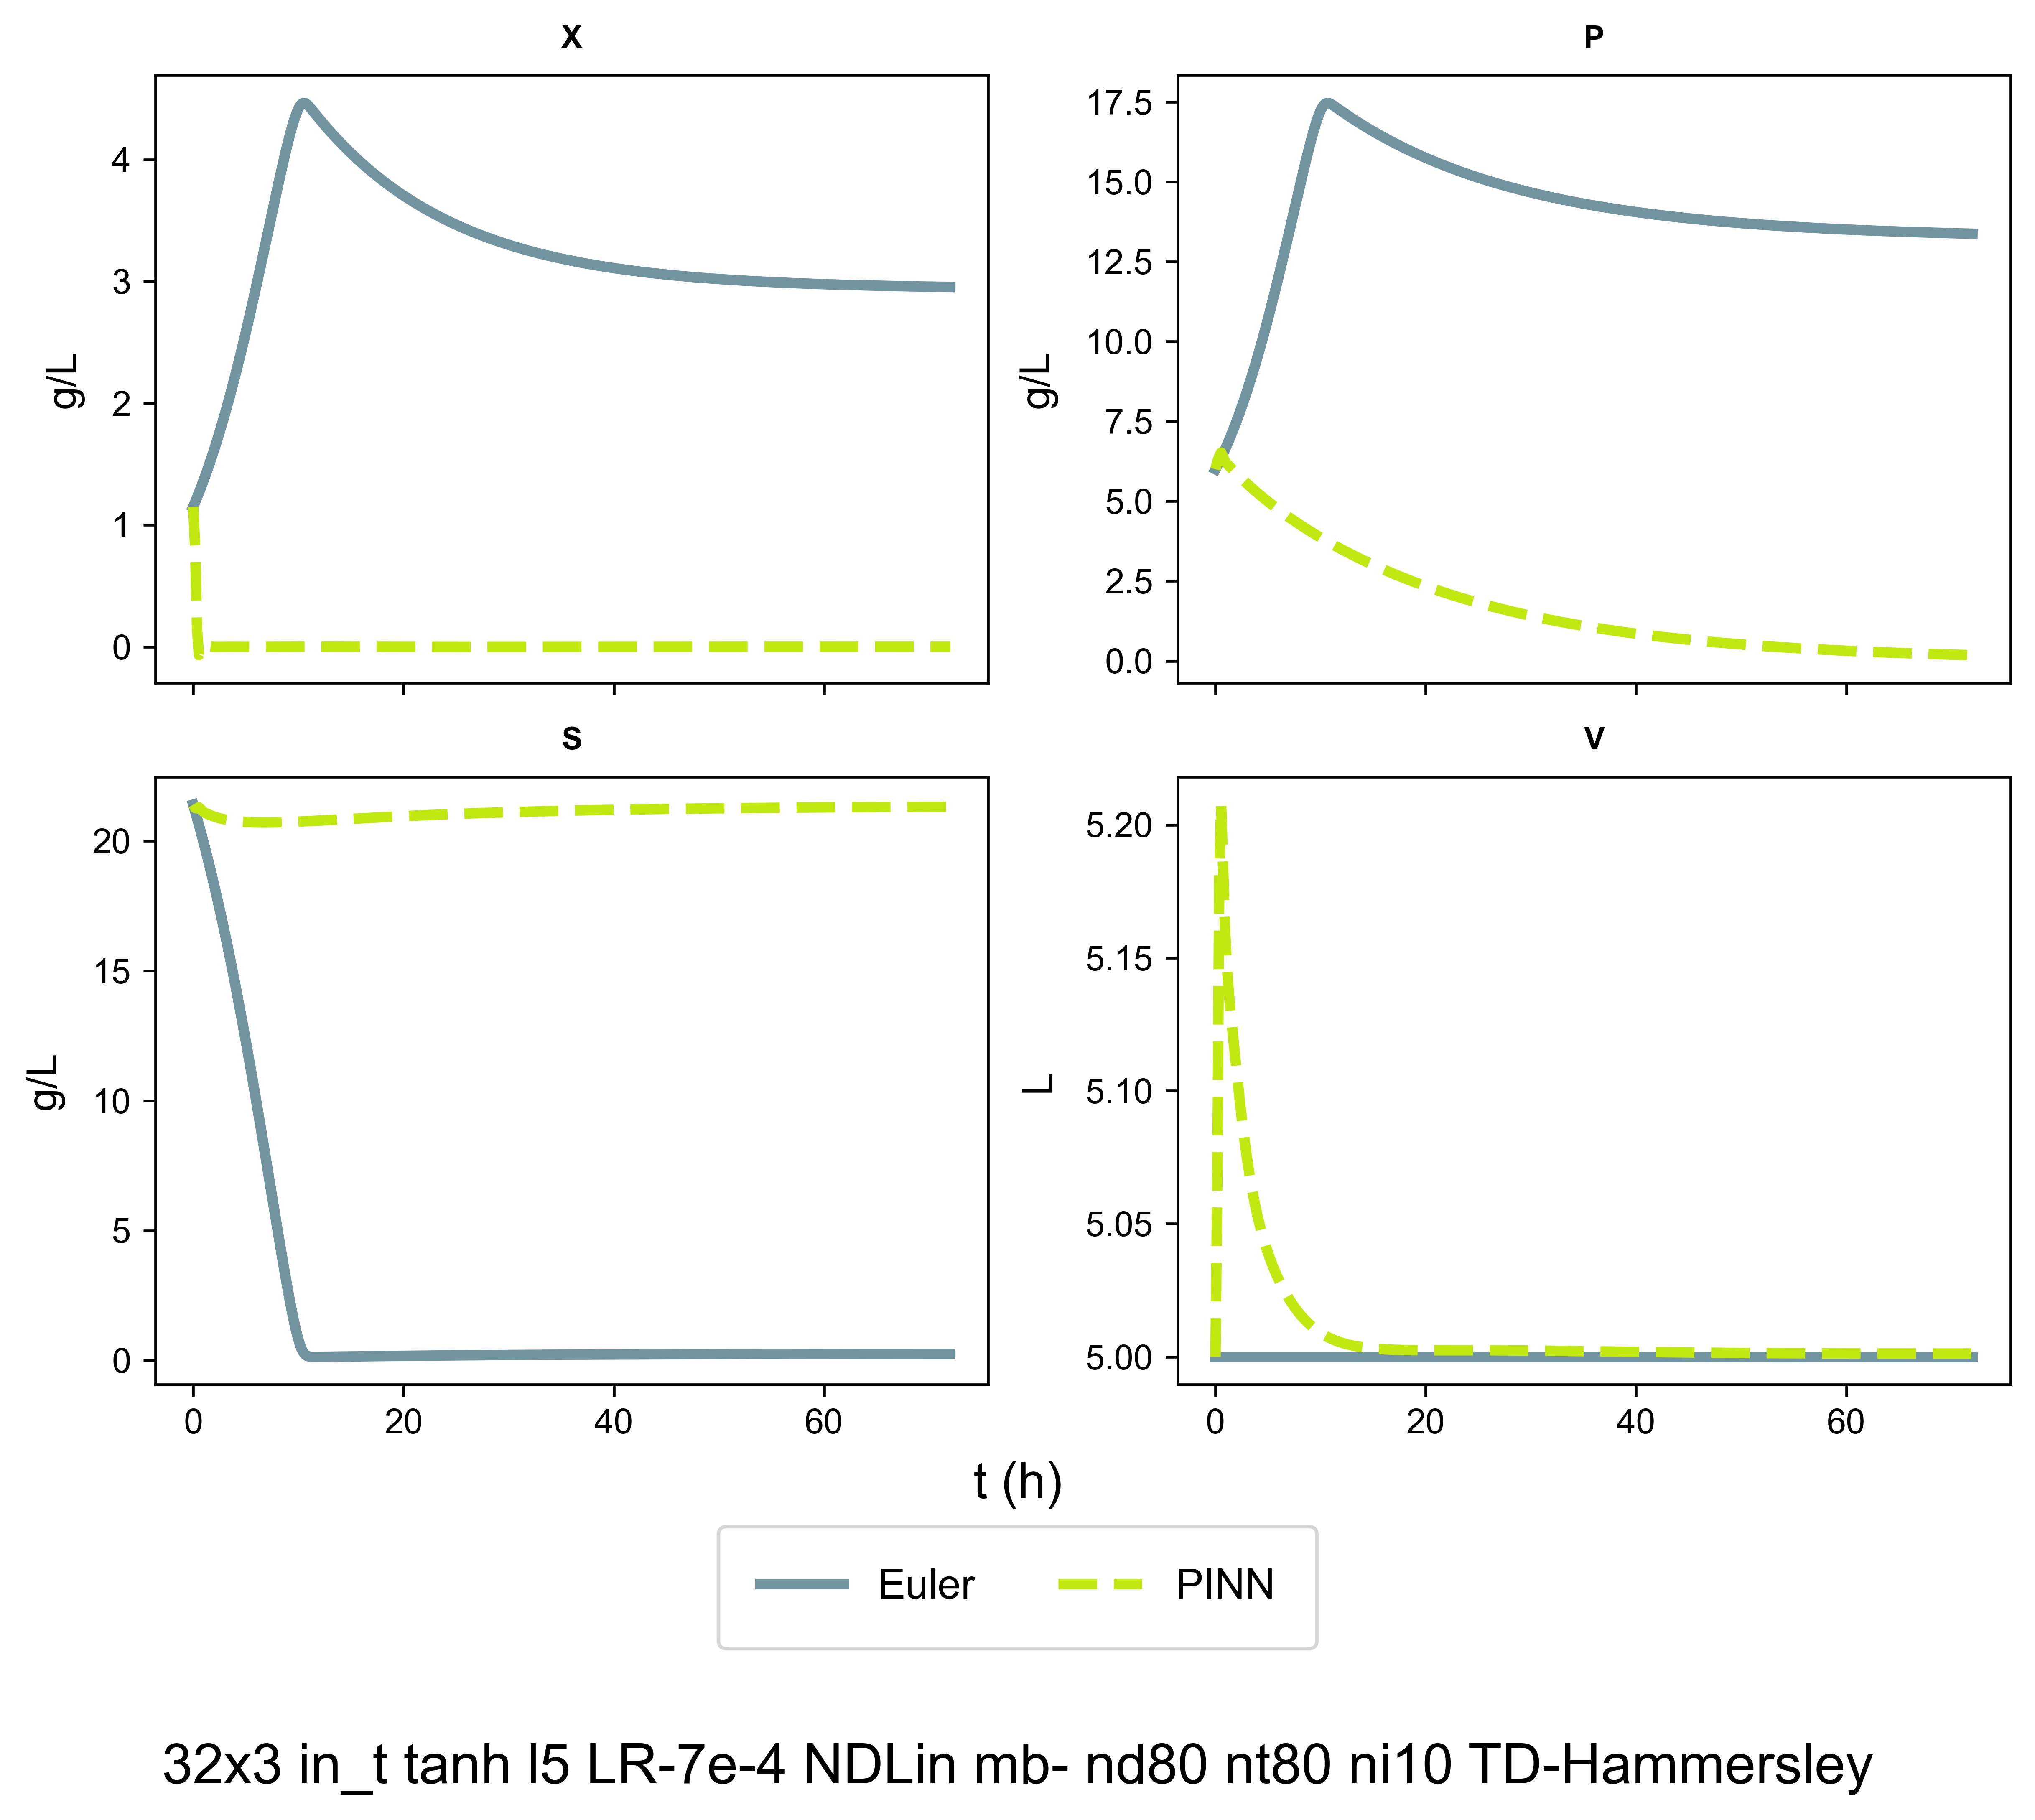 X
P
g/L
4
3
2
1
0
g/L
17.5
15.0
12.5
10.0
7.5
5.0
2.5
0.0
S
V
g/L
20
15
10
5
0
L
5.20
5.15
5.10
5.05
5.00
0 20 40 60
0 20 40 60
t (h)
Euler PINN
32x3 in_t tanh l5 LR-7e-4 NDLin mb- nd80 nt80 ni10 TD-Hammersley